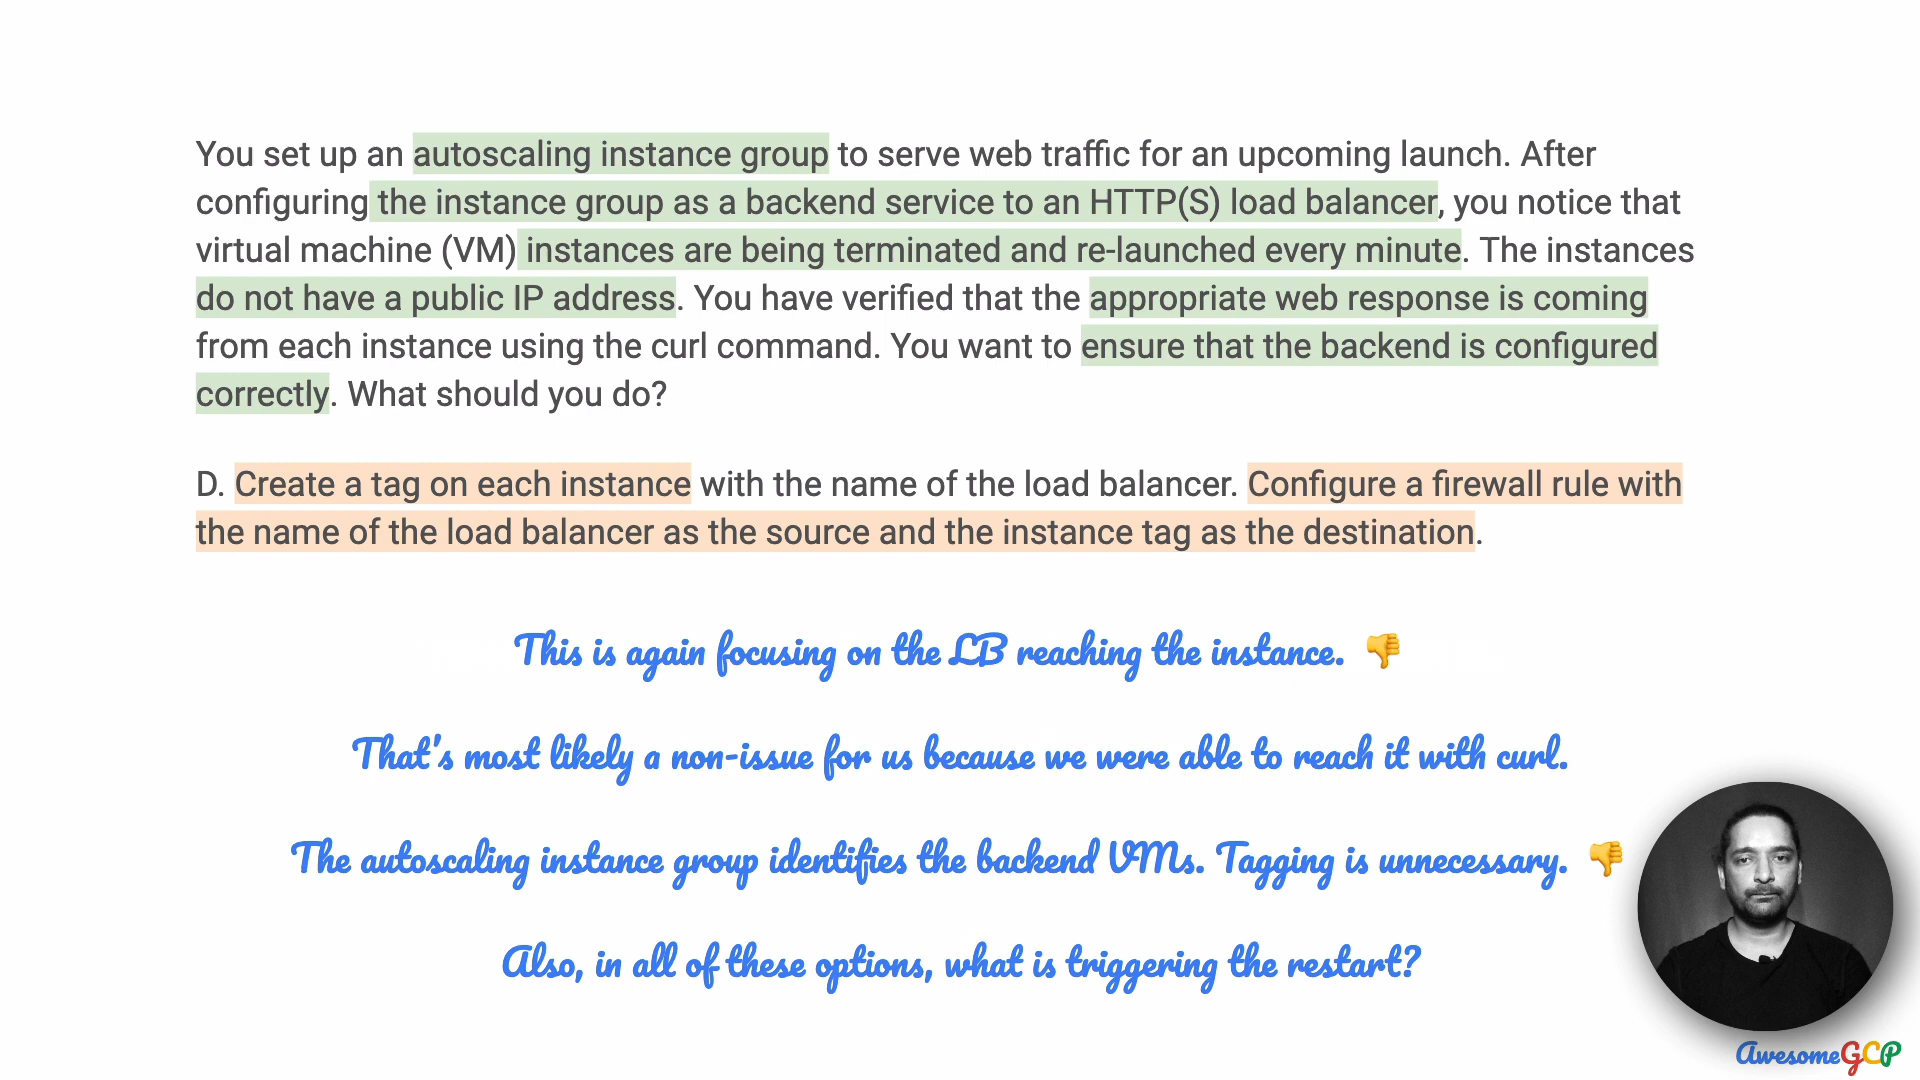 You set up an autoscaling instance group to serve web traffic for an upcoming launch. After
configuring the instance group as a backend service to an HTTP(S) load balancer, you notice that
virtual machine (VM) instances are being terminated and re-launched every minute. The instances
do not have a public IP address. You have verified that the appropriate web response is coming
from each instance using the curl command. You want to ensure that the backend is configured
correctly. What should you do?
D. Create a tag on each instance with the name of the load balancer. Configure a firewall rule with
the name of the load balancer as the source and the instance tag as the destination.
This is again focusing on the LB reaching the instance. 👎
That's most likely a non-issue for us because we were able to reach it with curl.
The autoscaling instance group identifies the backend VMs. Tagging is unnecessary. 👎
Also, in all of these options, what is triggering the restart?
AwesomeGCP